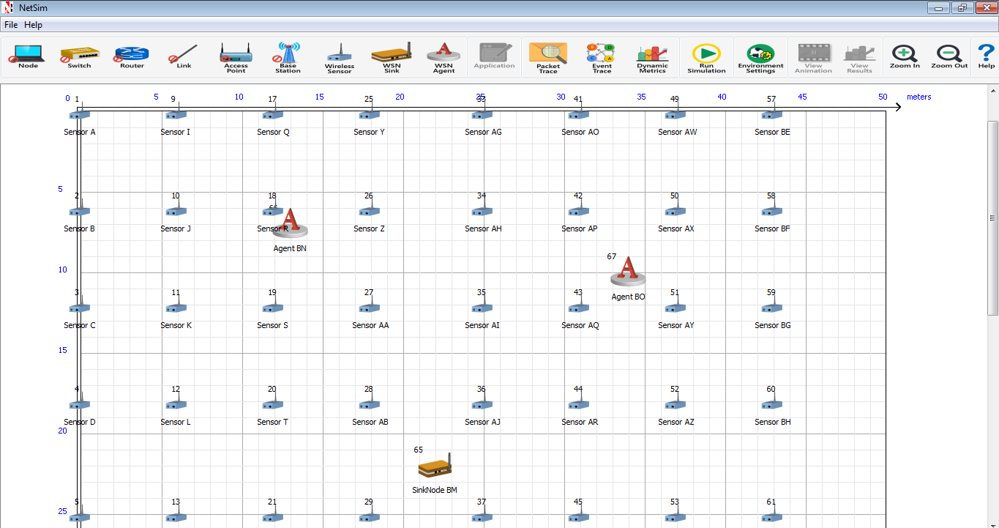 NetSim
File Help
Node Switch Router Link Access Point Base Station Wireless Sensor WSN Sink WSN Agent Application Packet Trace Event Trace Dynamic Metrics Run Simulation Environment Settings View Animation View Results Zoom In Zoom Out Help
0 5 10 15 20 25 30 35 40 45 50 meters
1 9 17 25 33 41 49 57
Sensor A Sensor I Sensor Q Sensor Y Sensor AG Sensor AO Sensor AW Sensor BE
5
2 10 18 26 34 42 50 58
66
Sensor B Sensor J Sensor R Sensor Z Sensor AH Sensor AP Sensor AX Sensor BF
A
Agent BN
67
A
10
Agent BO
3 11 19 27 35 43 51 59
Sensor C Sensor K Sensor S Sensor AA Sensor AI Sensor AQ Sensor AY Sensor BG
15
4 12 20 28 36 44 52 60
Sensor D Sensor L Sensor T Sensor AB Sensor AJ Sensor AR Sensor AZ Sensor BH
20
65
SinkNode BM
5 13 21 29 37 45 53 61
25